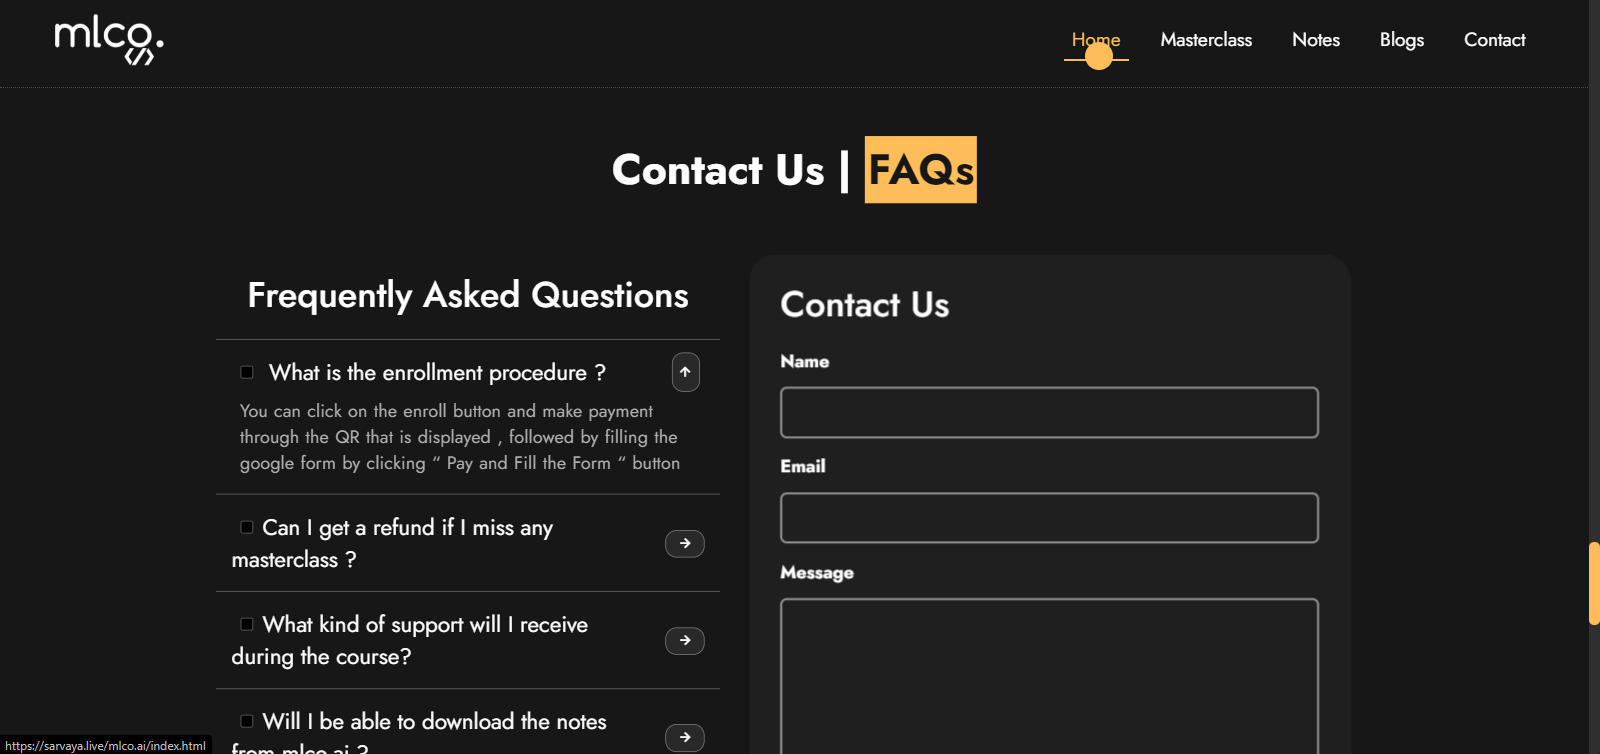 mlco.
</>
Home Masterclass Notes Blogs Contact
Contact Us | FAQs
Frequently Asked Questions
What is the enrollment procedure ?
You can click on the enroll button and make payment
through the QR that is displayed , followed by filling the
google form by clicking “ Pay and Fill the Form “ button
Can I get a refund if I miss any
masterclass ?
What kind of support will I receive
during the course?
Will I be able to download the notes
from mlco.ai ?
Contact Us
Name
Email
Message
https://sarvaya.live/mlco.ai/index.html